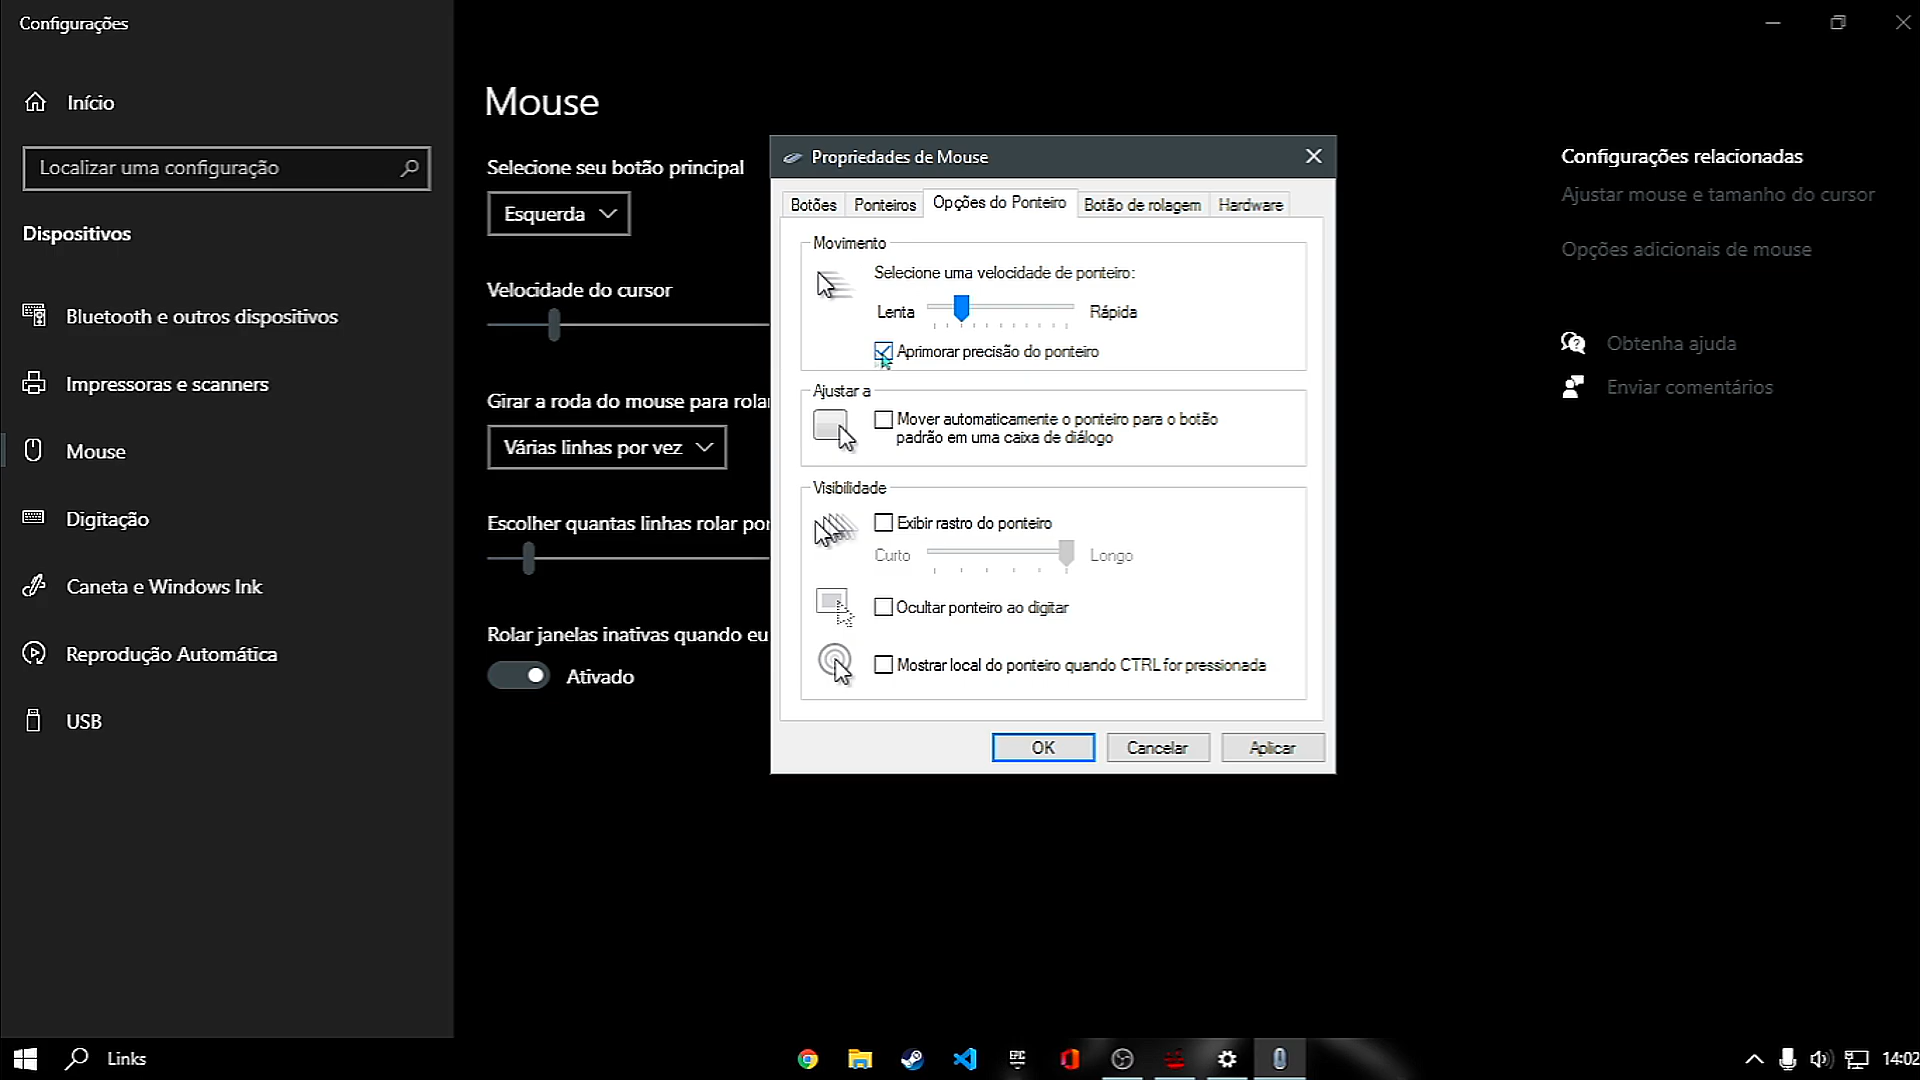 Configurações
Início
Localizar uma configuração
Dispositivos
Bluetooth e outros dispositivos
Impressoras e scanners
Mouse
Digitação
Caneta e Windows Ink
Reprodução Automática
USB
Mouse
Selecione seu botão principal
Esquerda
Velocidade do cursor
Girar a roda do mouse para rolar
Várias linhas por vez
Escolher quantas linhas rolar por
Rolar janelas inativas quando eu
Ativado
Propriedades de Mouse
Botões
Ponteiros
Opções do Ponteiro
Botão de rolagem
Hardware
Movimento
Selecione uma velocidade de ponteiro:
Lenta
Rápida
Aprimorar precisão do ponteiro
Ajustar a
Mover automaticamente o ponteiro para o botão
padrão em uma caixa de diálogo
Visibilidade
Exibir rastro do ponteiro
Curto
Longo
Ocultar ponteiro ao digitar
Mostrar local do ponteiro quando CTRL for pressionada
OK
Cancelar
Aplicar
Configurações relacionadas
Ajustar mouse e tamanho do cursor
Opções adicionais de mouse
Obtenha ajuda
Enviar comentários
Links
EPIC
14:02